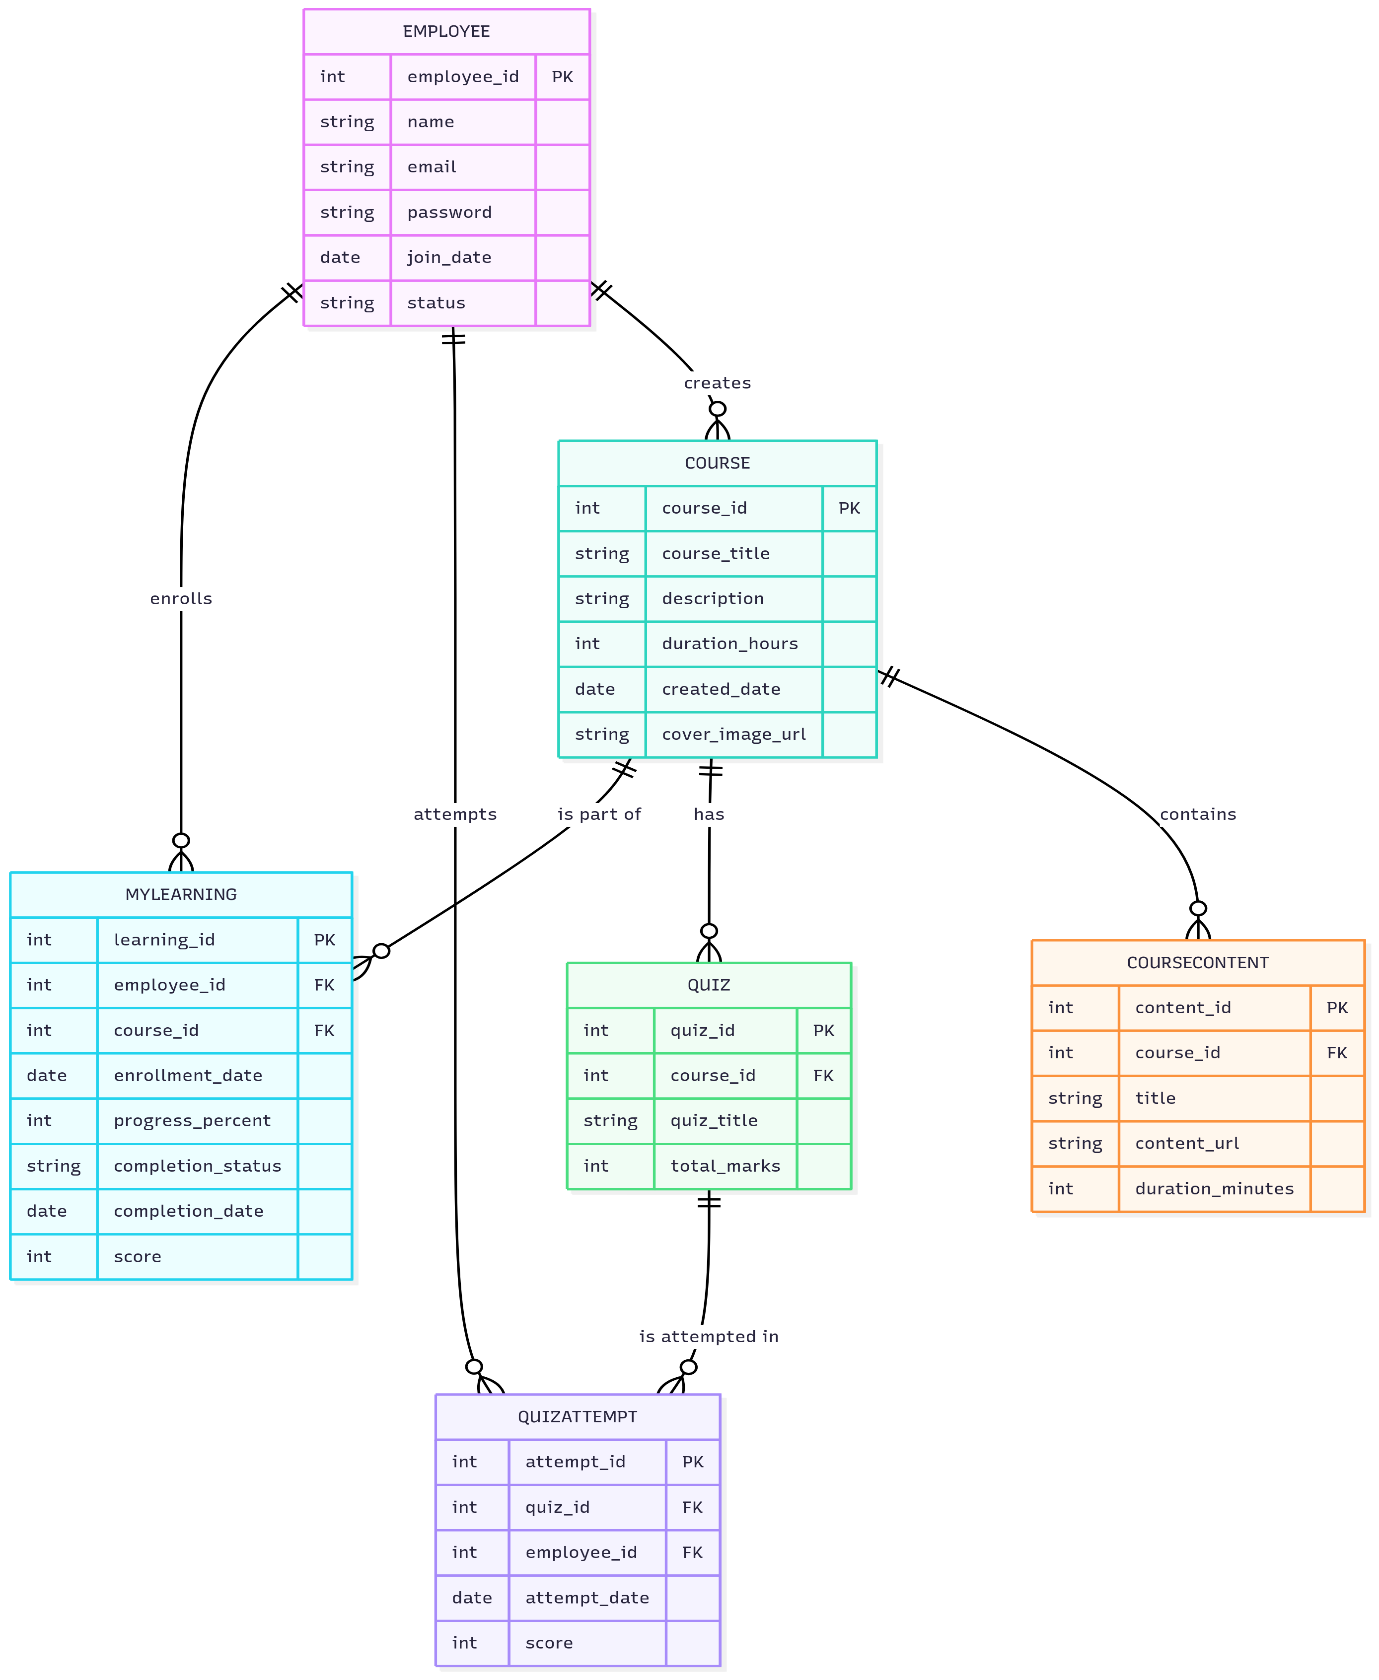 EMPLOYEE
int employee_id PK
string name
string email
string password
date join_date
string status
creates
COURSE
int course_id PK
string course_title
string description
int duration_hours
date created_date
string cover_image_url
enrolls
attempts
is part of
has
contains
MYLEARNING
int learning_id PK
int employee_id FK
int course_id FK
date enrollment_date
int progress_percent
string completion_status
date completion_date
int score
QUIZ
int quiz_id PK
int course_id FK
string quiz_title
int total_marks
COURSECONTENT
int content_id PK
int course_id FK
string title
string content_url
int duration_minutes
is attempted in
QUIZATTEMPT
int attempt_id PK
int quiz_id FK
int employee_id FK
date attempt_date
int score